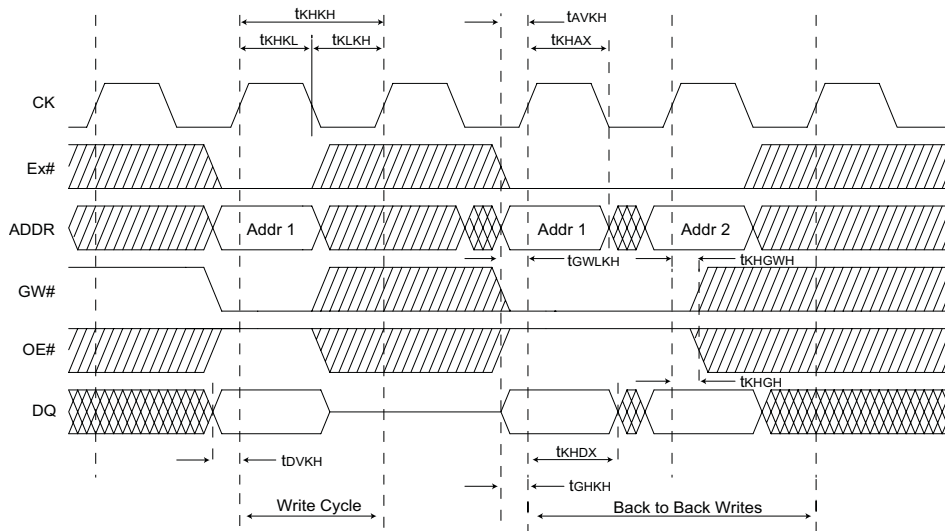 tKHKH
tAVKH
tKHKL
tKLKH
tKHAX
CK
Ex#
ADDR
Addr 1
Addr 1
Addr 2
tGWLKH
tKHGWH
GW#
OE#
tKHGH
DQ
tDVKH
tKHDX
tGHKH
Write Cycle
Back to Back Writes